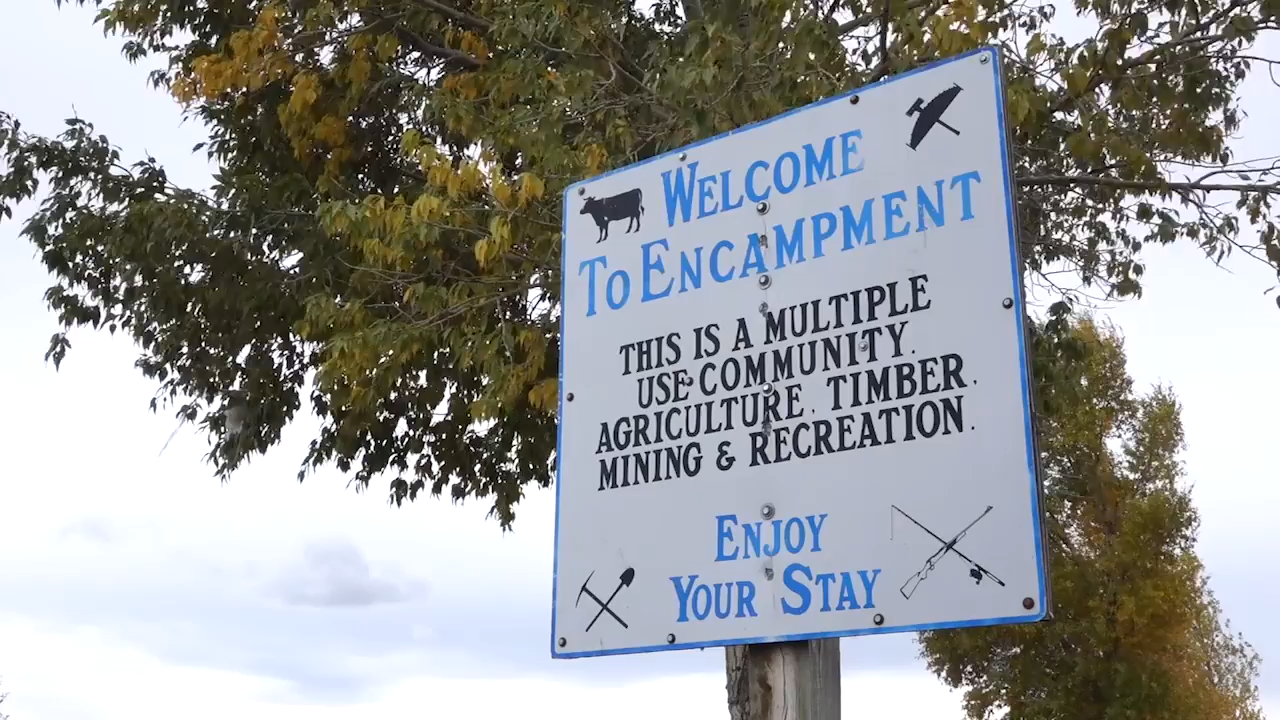 WELCOME
TO ENCAMPMENT
THIS IS A MULTIPLE
USE COMMUNITY.
AGRICULTURE, TIMBER,
MINING & RECREATION.
ENJOY
YOUR STAY